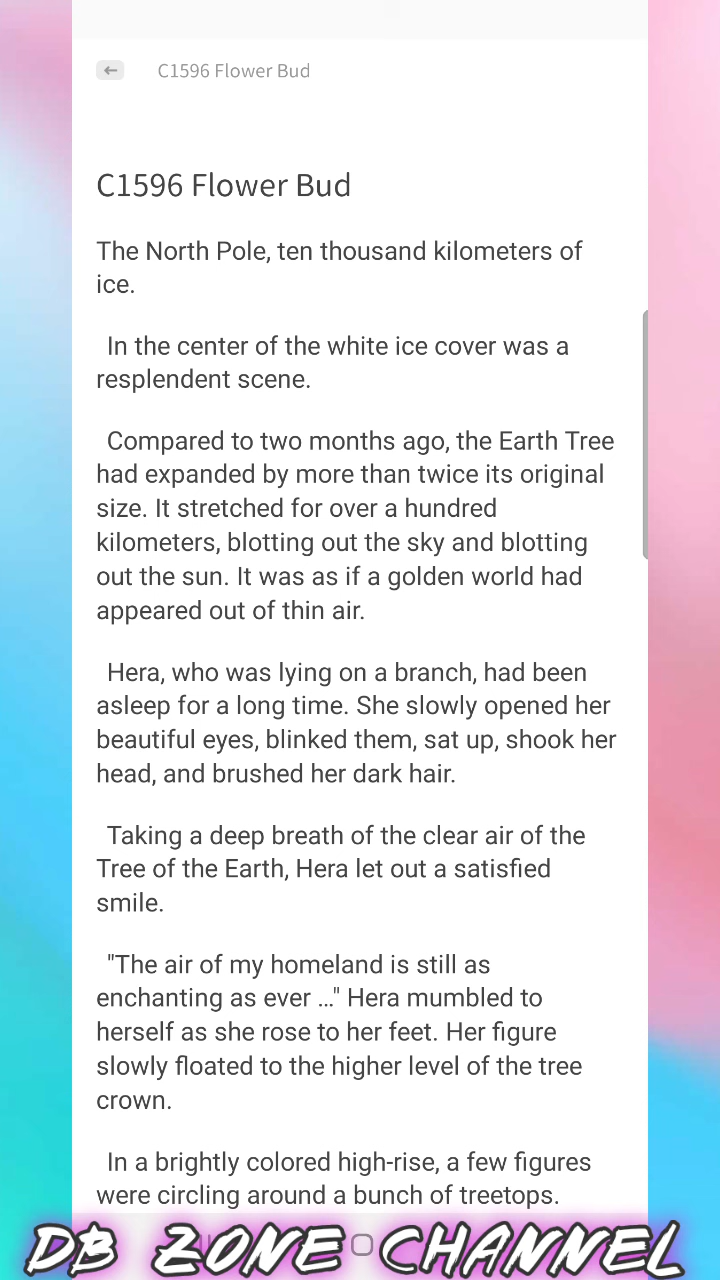 C1596 Flower Bud
C1596 Flower Bud
The North Pole, ten thousand kilometers of
ice.
In the center of the white ice cover was a
resplendent scene.
Compared to two months ago, the Earth Tree
had expanded by more than twice its original
size. It stretched for over a hundred
kilometers, blotting out the sky and blotting
out the sun. It was as if a golden world had
appeared out of thin air.
Hera, who was lying on a branch, had been
asleep for a long time. She slowly opened her
beautiful eyes, blinked them, sat up, shook her
head, and brushed her dark hair.
Taking a deep breath of the clear air of the
Tree of the Earth, Hera let out a satisfied
smile.
"The air of my homeland is still as
enchanting as ever ..." Hera mumbled to
herself as she rose to her feet. Her figure
slowly floated to the higher level of the tree
crown.
In a brightly colored high-rise, a few figures
were circling around a bunch of treetops.
DB ZONE CHANNEL